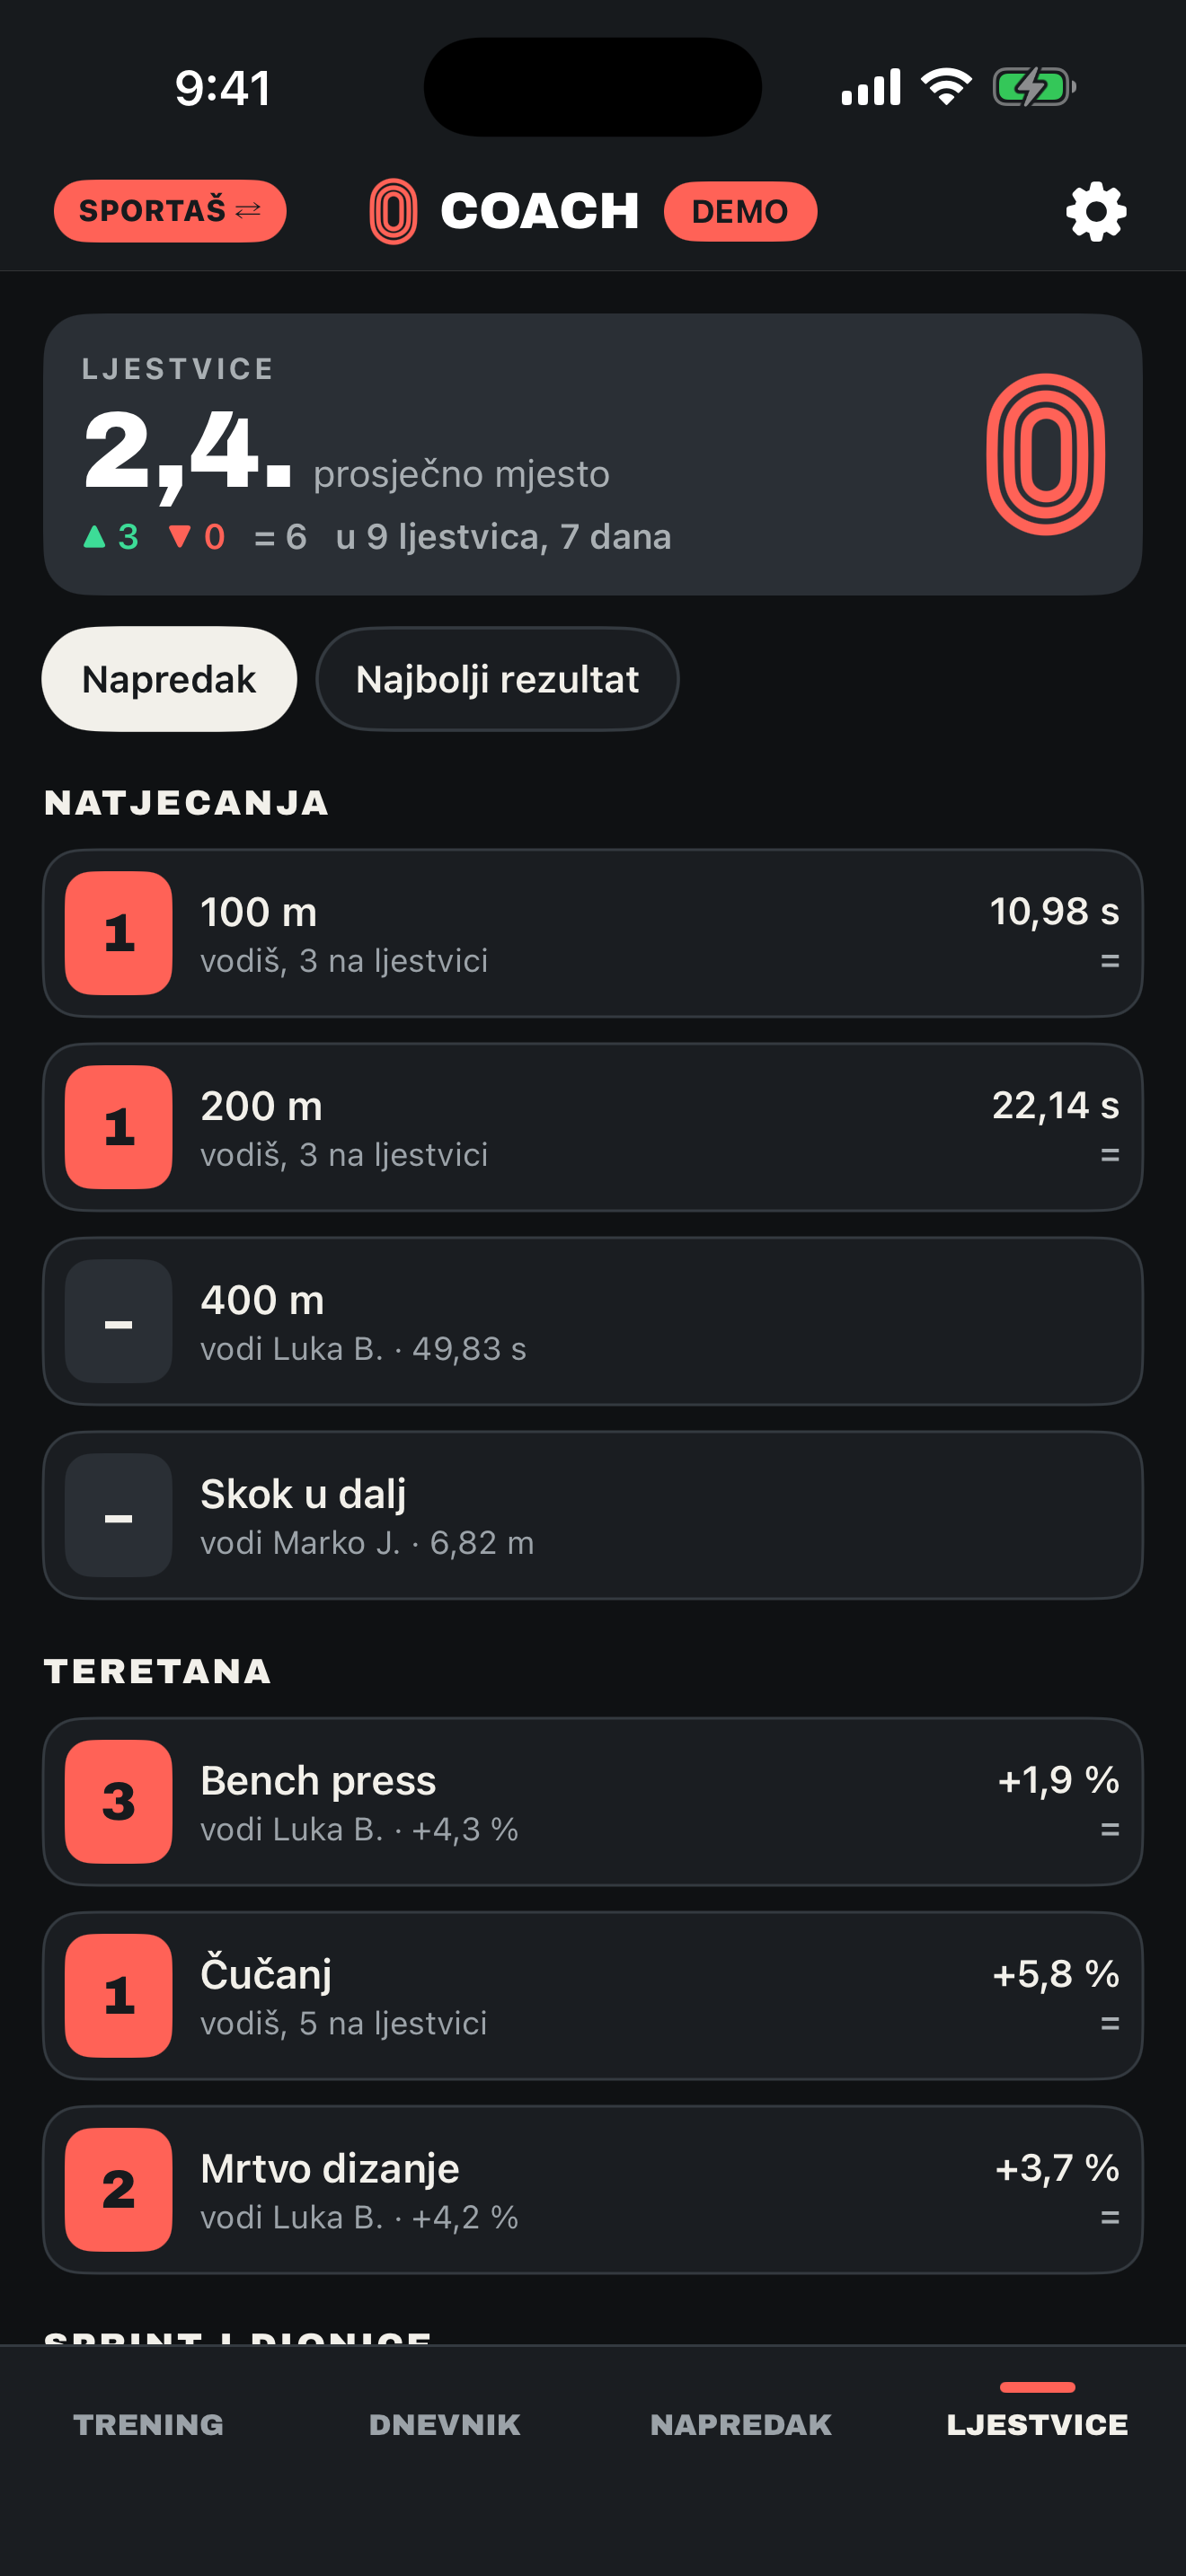 9:41
SPORTAŠ ⇄ COACH DEMO
LJESTVICE
2,4. prosječno mjesto
▲ 3 ▼ 0 = 6 u 9 ljestvica, 7 dana
Napredak Najbolji rezultat
NATJECANJA
1 100 m 10,98 s
vodiš, 3 na ljestvici =
1 200 m 22,14 s
vodiš, 3 na ljestvici =
– 400 m
vodi Luka B. · 49,83 s
– Skok u dalj
vodi Marko J. · 6,82 m
TERETANA
3 Bench press +1,9 %
vodi Luka B. · +4,3 % =
1 Čučanj +5,8 %
vodiš, 5 na ljestvici =
2 Mrtvo dizanje +3,7 %
vodi Luka B. · +4,2 % =
SPRINT I DIONICE
TRENING DNEVNIK NAPREDAK LJESTVICE